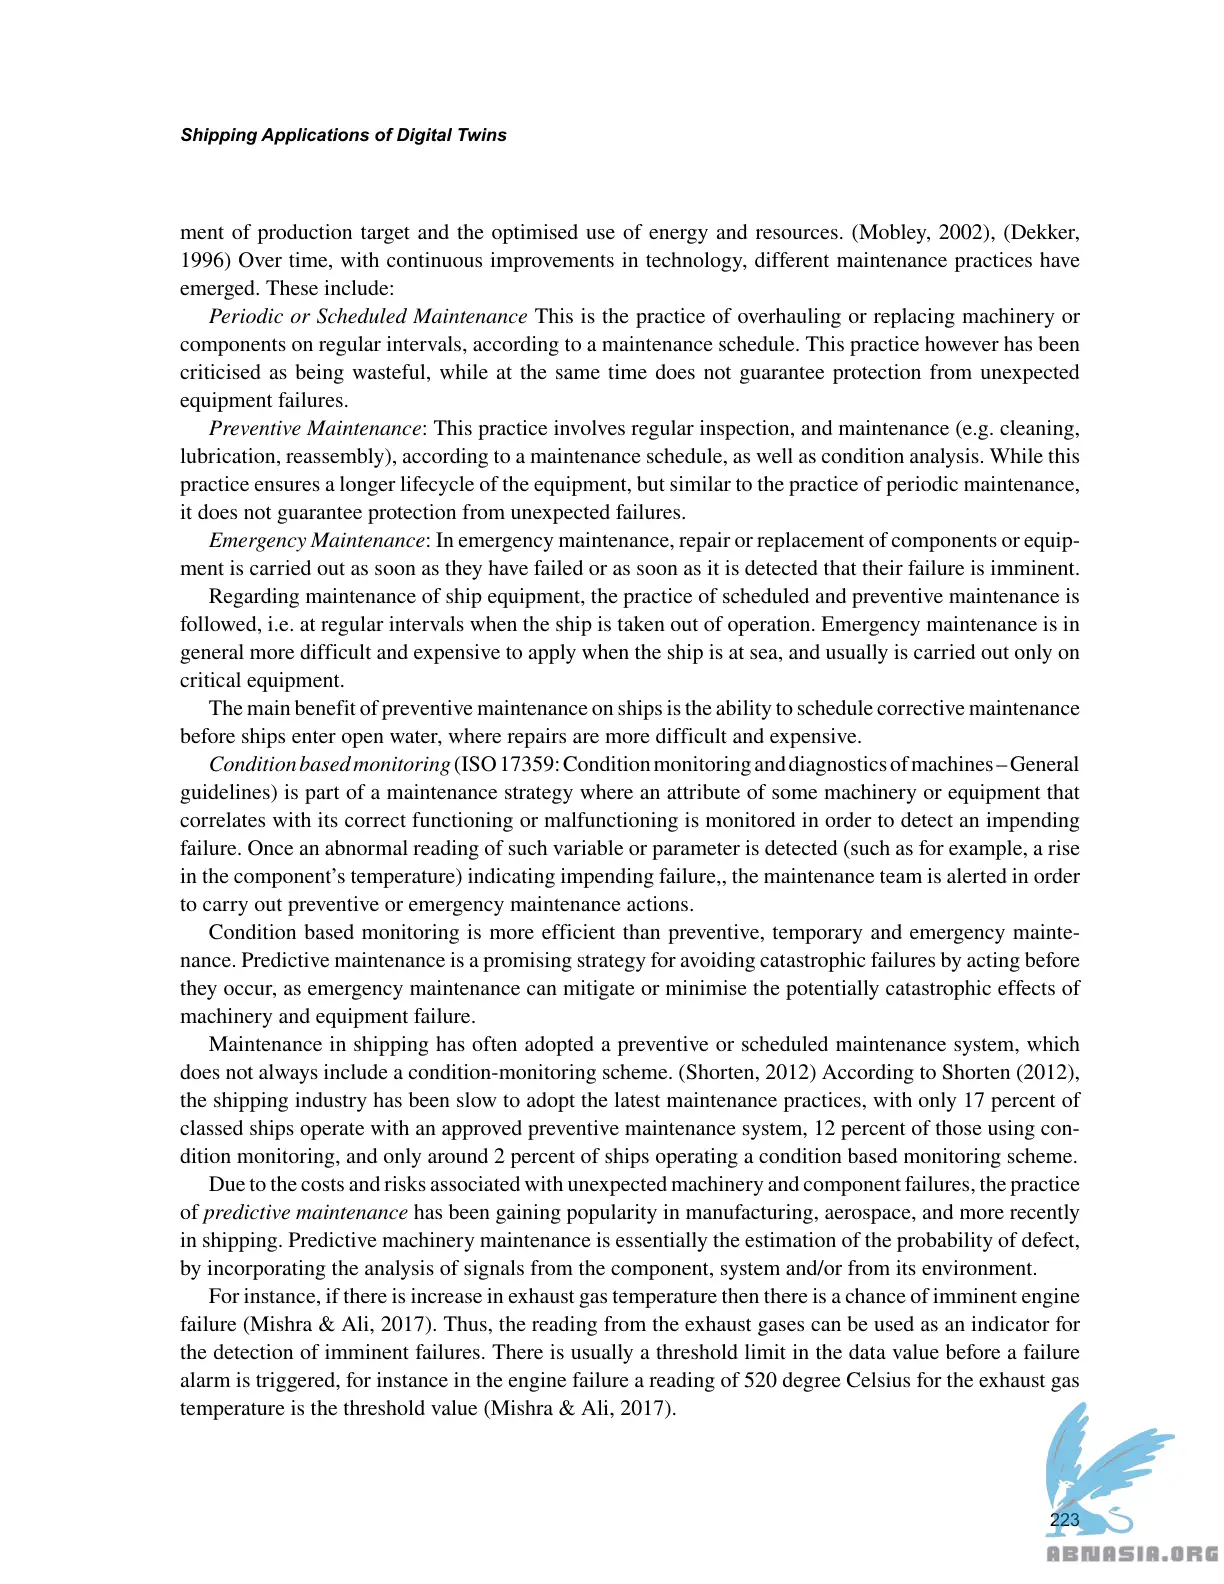 Shipping Applications of Digital Twins
ment of production target and the optimised use of energy and resources. (Mobley, 2002), (Dekker,
1996) Over time, with continuous improvements in technology, different maintenance practices have
emerged. These include:
Periodic or Scheduled Maintenance This is the practice of overhauling or replacing machinery or
components on regular intervals, according to a maintenance schedule. This practice however has been
criticised as being wasteful, while at the same time does not guarantee protection from unexpected
equipment failures.
Preventive Maintenance: This practice involves regular inspection, and maintenance (e.g. cleaning,
lubrication, reassembly), according to a maintenance schedule, as well as condition analysis. While this
practice ensures a longer lifecycle of the equipment, but similar to the practice of periodic maintenance,
it does not guarantee protection from unexpected failures.
Emergency Maintenance: In emergency maintenance, repair or replacement of components or equip-
ment is carried out as soon as they have failed or as soon as it is detected that their failure is imminent.
Regarding maintenance of ship equipment, the practice of scheduled and preventive maintenance is
followed, i.e. at regular intervals when the ship is taken out of operation. Emergency maintenance is in
general more difficult and expensive to apply when the ship is at sea, and usually is carried out only on
critical equipment.
The main benefit of preventive maintenance on ships is the ability to schedule corrective maintenance
before ships enter open water, where repairs are more difficult and expensive.
Condition based monitoring (ISO 17359: Condition monitoring and diagnostics of machines – General
guidelines) is part of a maintenance strategy where an attribute of some machinery or equipment that
correlates with its correct functioning or malfunctioning is monitored in order to detect an impending
failure. Once an abnormal reading of such variable or parameter is detected (such as for example, a rise
in the component’s temperature) indicating impending failure,, the maintenance team is alerted in order
to carry out preventive or emergency maintenance actions.
Condition based monitoring is more efficient than preventive, temporary and emergency mainte-
nance. Predictive maintenance is a promising strategy for avoiding catastrophic failures by acting before
they occur, as emergency maintenance can mitigate or minimise the potentially catastrophic effects of
machinery and equipment failure.
Maintenance in shipping has often adopted a preventive or scheduled maintenance system, which
does not always include a condition-monitoring scheme. (Shorten, 2012) According to Shorten (2012),
the shipping industry has been slow to adopt the latest maintenance practices, with only 17 percent of
classed ships operate with an approved preventive maintenance system, 12 percent of those using con-
dition monitoring, and only around 2 percent of ships operating a condition based monitoring scheme.
Due to the costs and risks associated with unexpected machinery and component failures, the practice
of predictive maintenance has been gaining popularity in manufacturing, aerospace, and more recently
in shipping. Predictive machinery maintenance is essentially the estimation of the probability of defect,
by incorporating the analysis of signals from the component, system and/or from its environment.
For instance, if there is increase in exhaust gas temperature then there is a chance of imminent engine
failure (Mishra & Ali, 2017). Thus, the reading from the exhaust gases can be used as an indicator for
the detection of imminent failures. There is usually a threshold limit in the data value before a failure
alarm is triggered, for instance in the engine failure a reading of 520 degree Celsius for the exhaust gas
temperature is the threshold value (Mishra & Ali, 2017).
223
ABNASIA.ORG